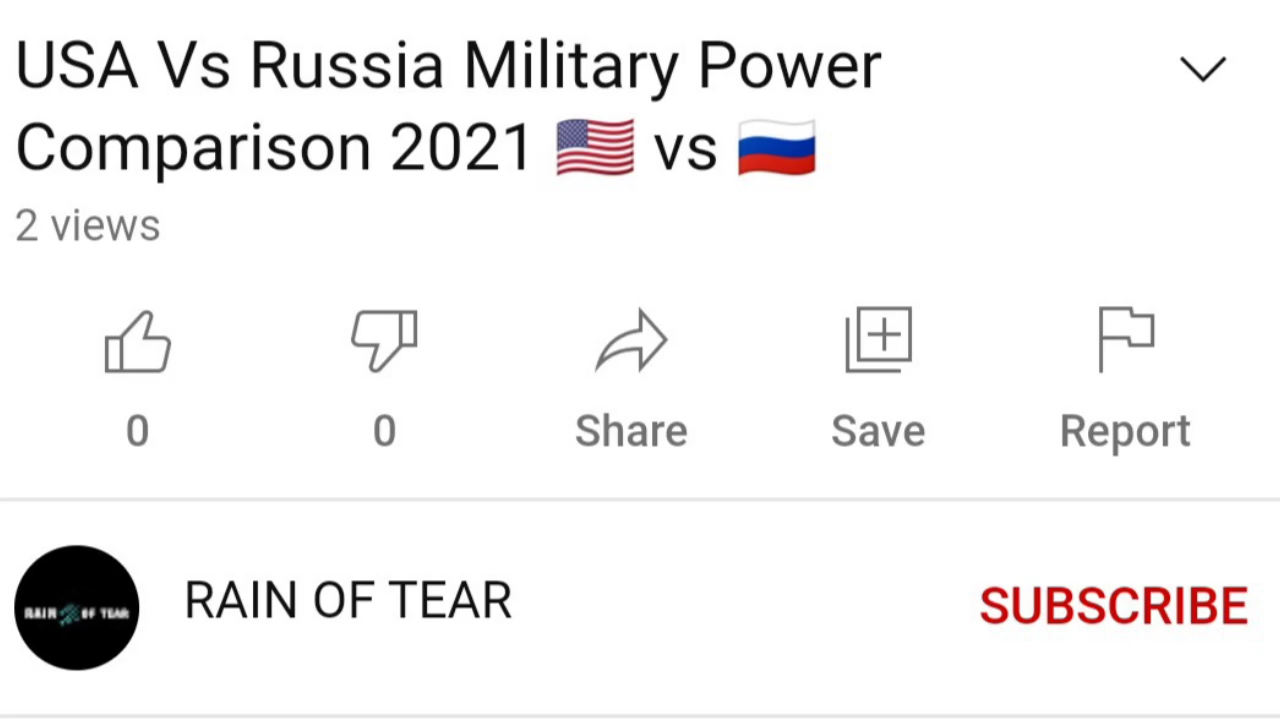 USA Vs Russia Military Power
Comparison 2021 🇺🇸 vs 🇷🇺
2 views
0
0
Share
Save
Report
RAIN OF TEAR
RAIN OF TEAR
SUBSCRIBE